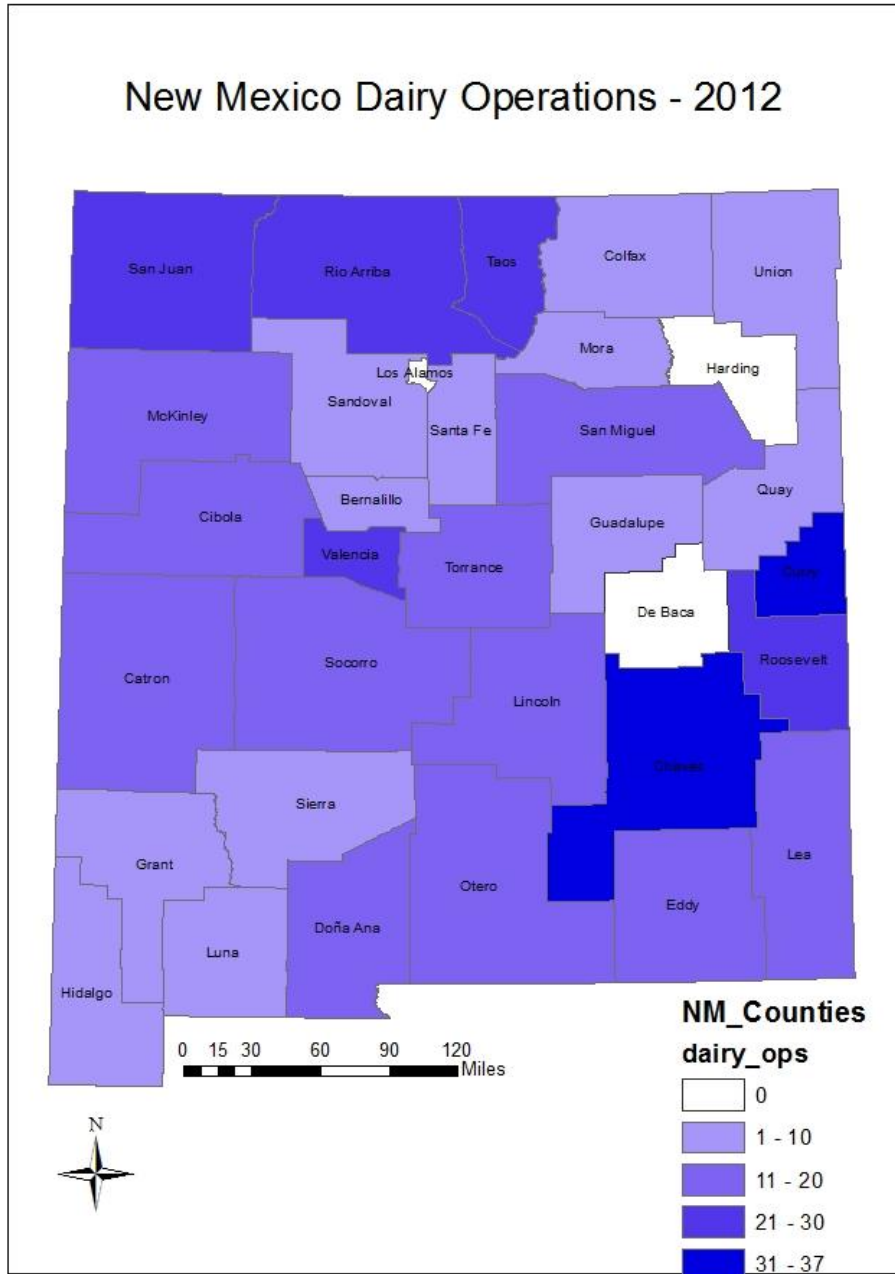 New Mexico Dairy Operations - 2012
San Juan
Rio Arriba
Taos
Colfax
Union
Mora
Harding
Los Alamos
McKinley
Sandoval
Santa Fe
San Miguel
Quay
Bernalillo
Guadalupe
Cibola
Valencia
Torrance
Curry
De Baca
Roosevelt
Catron
Socorro
Lincoln
Chaves
Sierra
Grant
Lea
Otero
Eddy
Doña Ana
Luna
Hidalgo
NM_Counties
dairy_ops
0
1 - 10
11 - 20
21 - 30
31 - 37
0 15 30 60 90 120
Miles
N